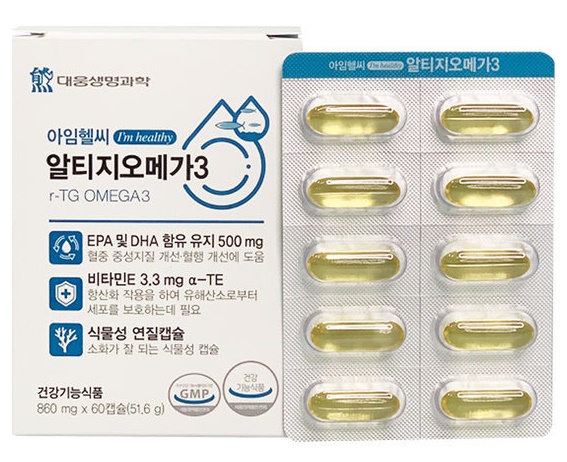 대웅생명과학
아임헬씨 I'm healthy
알티지오메가3
r-TG OMEGA3
EPA 및 DHA 함유 유지 500 mg
혈중 중성지질 개선·혈행 개선에 도움
비타민E 3.3 mg α-TE
항산화 작용을 하여 유해산소로부터
세포를 보호하는데 필요
식물성 연질캡슐
소화가 잘 되는 식물성 캡슐
건강기능식품
860 mg x 60캡슐(51.6 g)
GMP
건강
기능식품
아임헬씨 I'm healthy 알티지오메가3